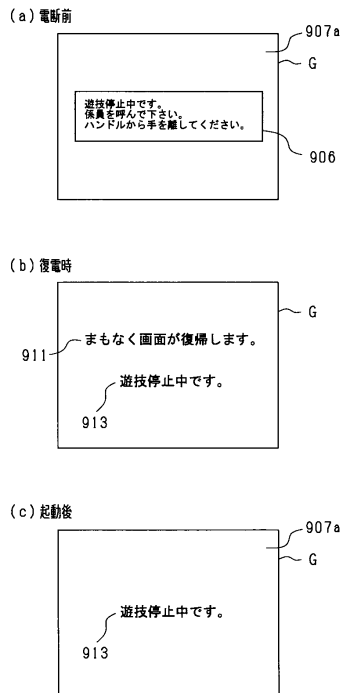 (a)電断前
907a
G
遊技停止中です。
係員を呼んで下さい。
ハンドルから手を離してください。
906
(b)復電時
G
まもなく画面が復帰します。
911
遊技停止中です。
913
(c)起動後
907a
G
遊技停止中です。
913